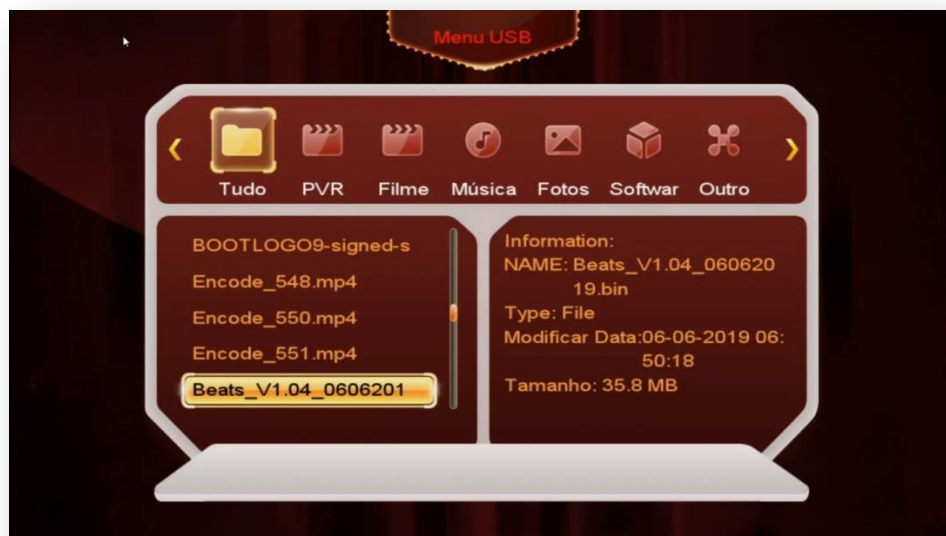 Menu USB
Tudo PVR Filme Música Fotos Softwar Outro
BOOTLOGO9-signed-s
Encode_548.mp4
Encode_550.mp4
Encode_551.mp4
Beats_V1.04_0606201
Information:
NAME: Beats_V1.04_060620
19.bin
Type: File
Modificar Data:06-06-2019 06:
50:18
Tamanho: 35.8 MB